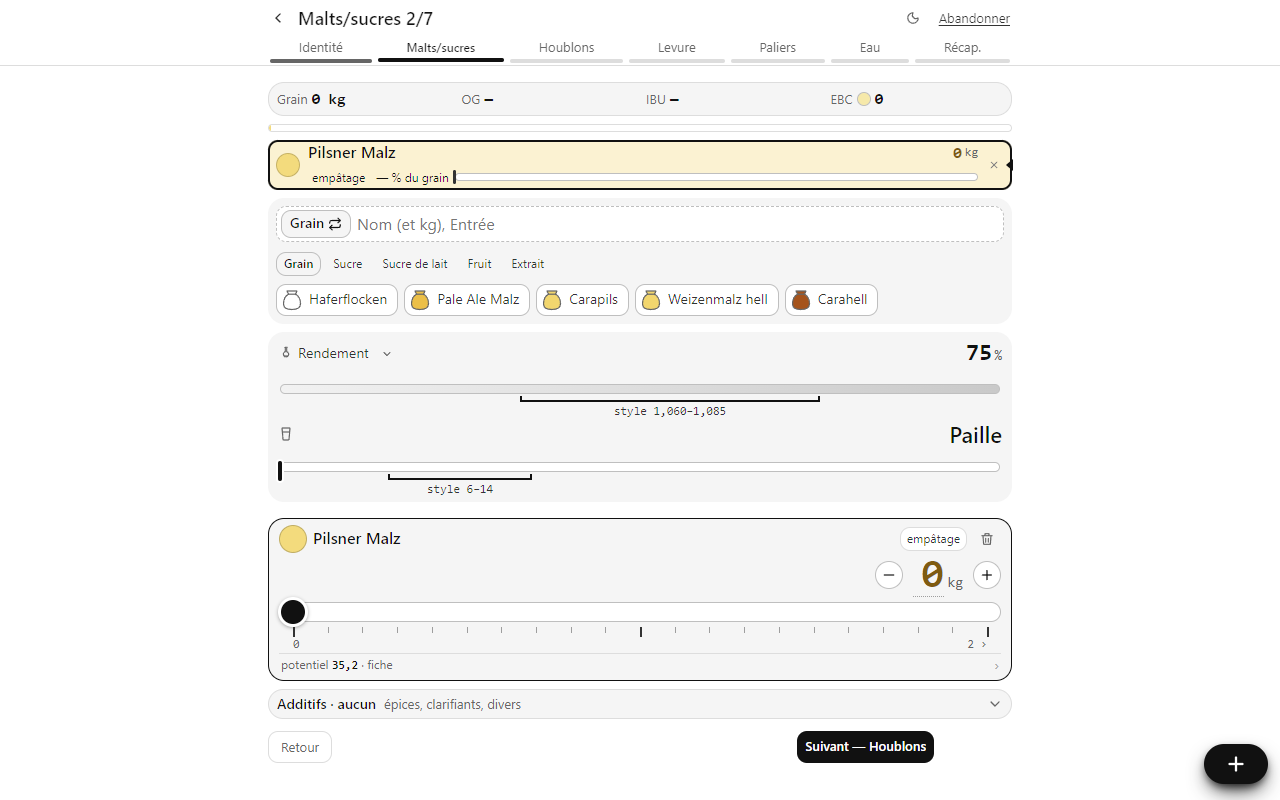 Malts/sucres 2/7
Abandonner
Identité Malts/sucres Houblons Levure Paliers Eau Récap.
Grain 0 kg OG — IBU — EBC 0
Pilsner Malz 0 kg ×
empâtage — % du grain
Grain Nom (et kg), Entrée
Grain Sucre Sucre de lait Fruit Extrait
Haferflocken Pale Ale Malz Carapils Weizenmalz hell Carahell
Rendement 75 %
style 1,060–1,085
Paille
style 6–14
Pilsner Malz empâtage
− 0 kg +
0 2 ›
potentiel 35,2 · fiche ›
Additifs · aucun épices, clarifiants, divers
Retour Suivant — Houblons
+